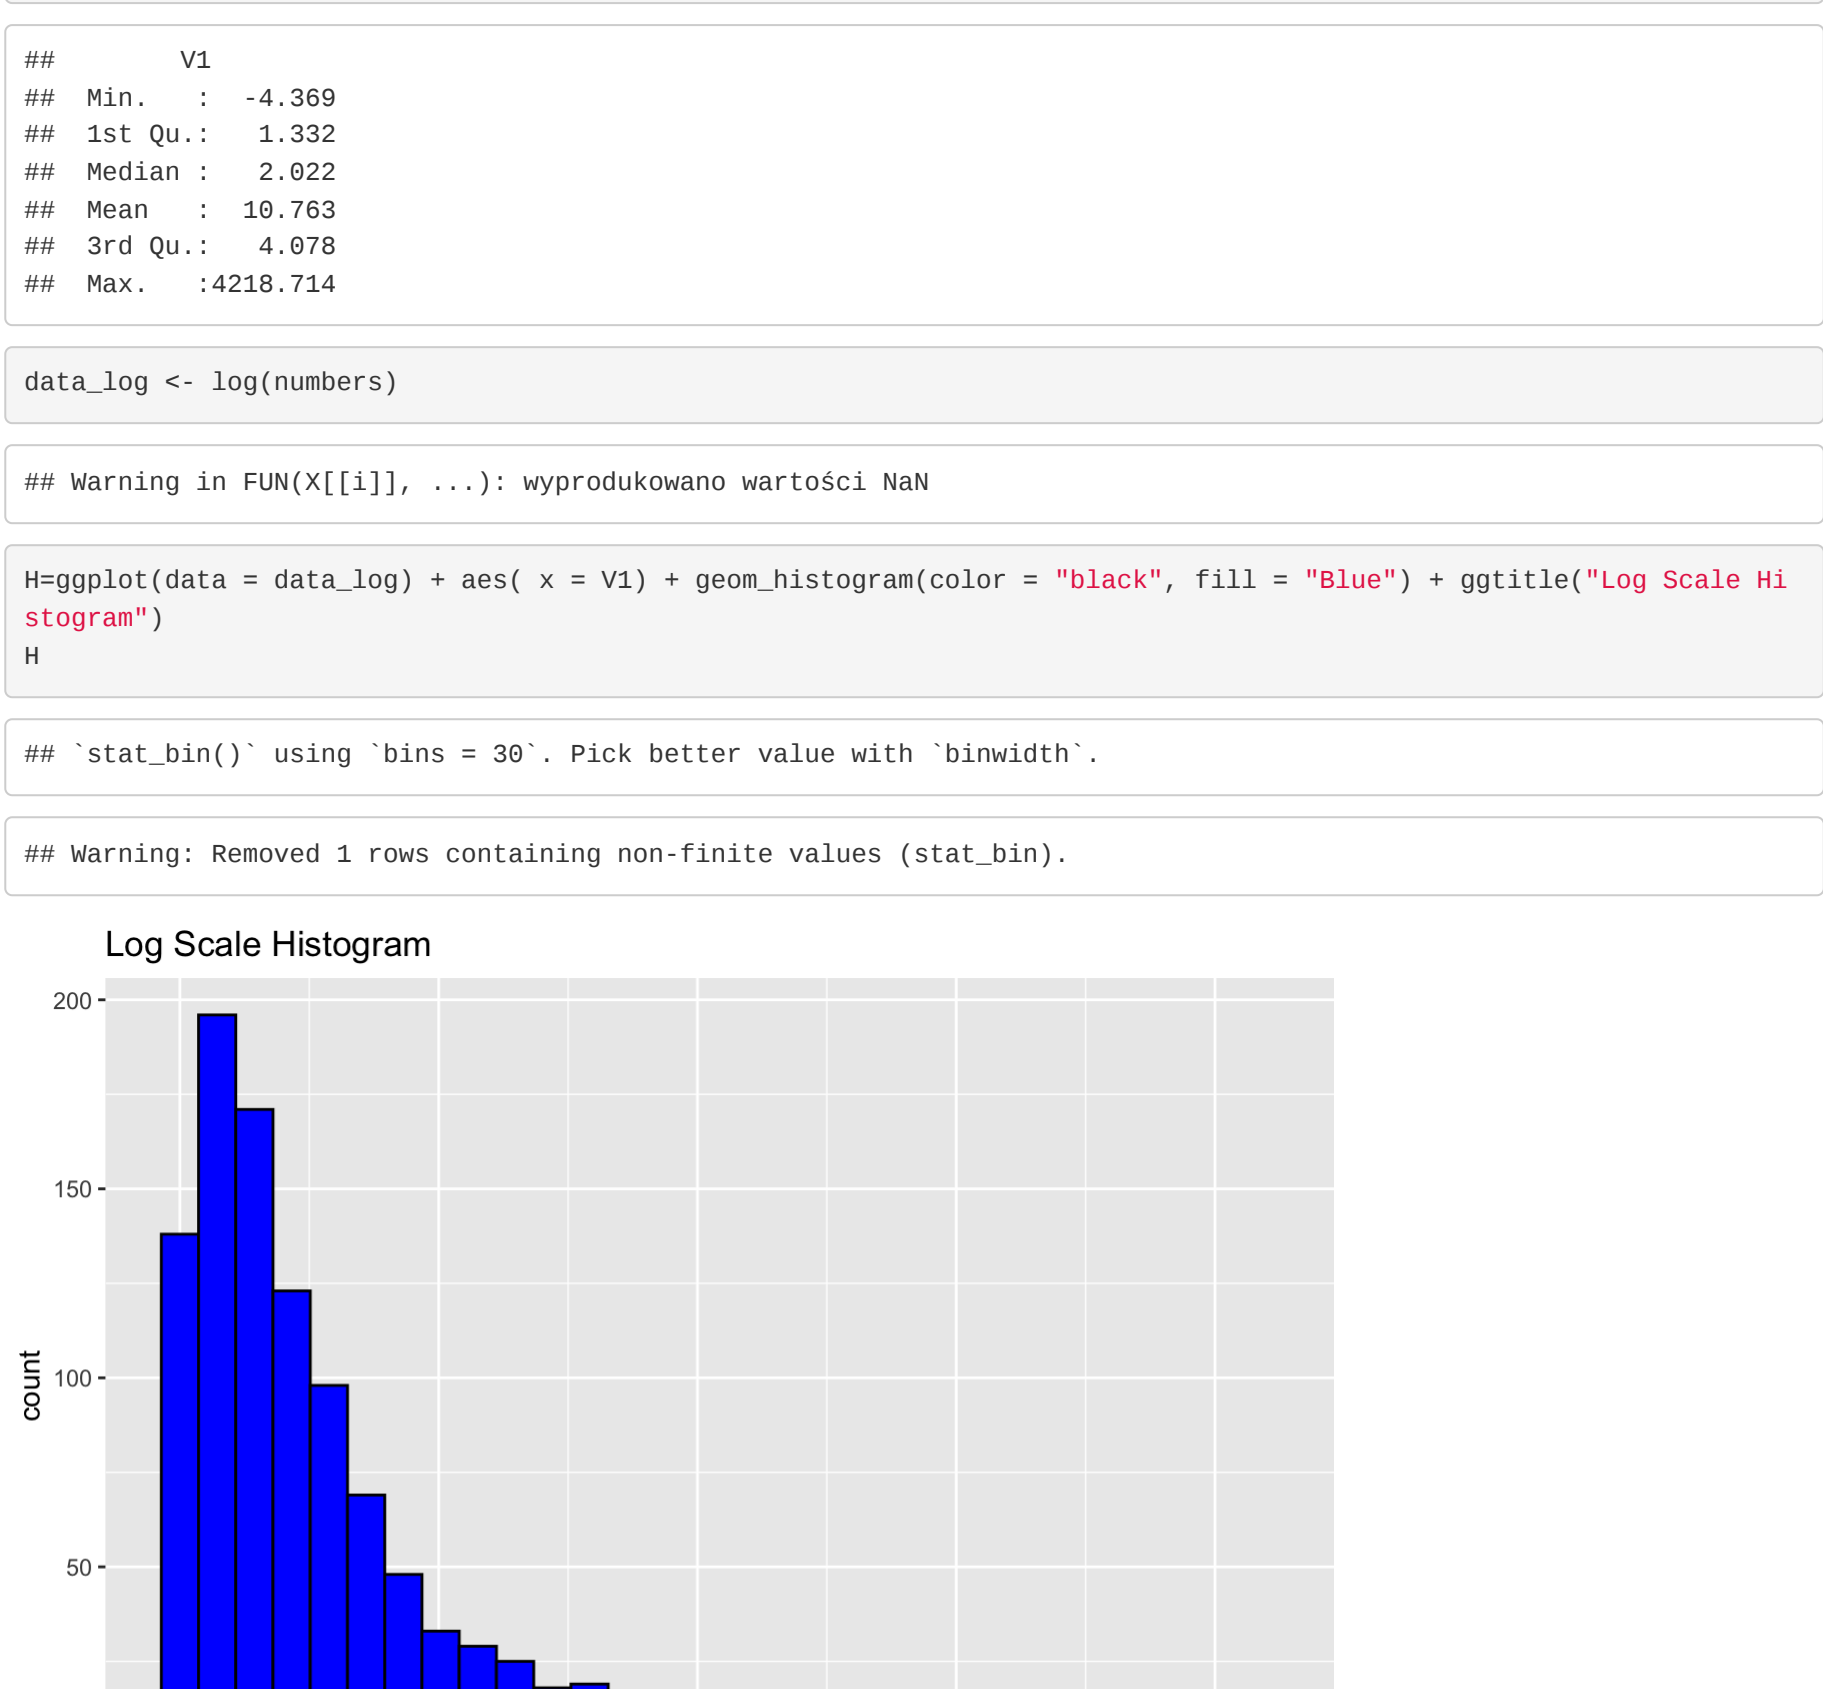 ##        V1
##  Min.   :  -4.369
##  1st Qu.:   1.332
##  Median :   2.022
##  Mean   :  10.763
##  3rd Qu.:   4.078
##  Max.   :4218.714
data_log <- log(numbers)
## Warning in FUN(X[[i]], ...): wyprodukowano wartości NaN
H=ggplot(data = data_log) + aes( x = V1) + geom_histogram(color = "black", fill = "Blue") + ggtitle("Log Scale Hi
stogram")
H
## `stat_bin()` using `bins = 30`. Pick better value with `binwidth`.
## Warning: Removed 1 rows containing non-finite values (stat_bin).
Log Scale Histogram
200
150
100
50
count